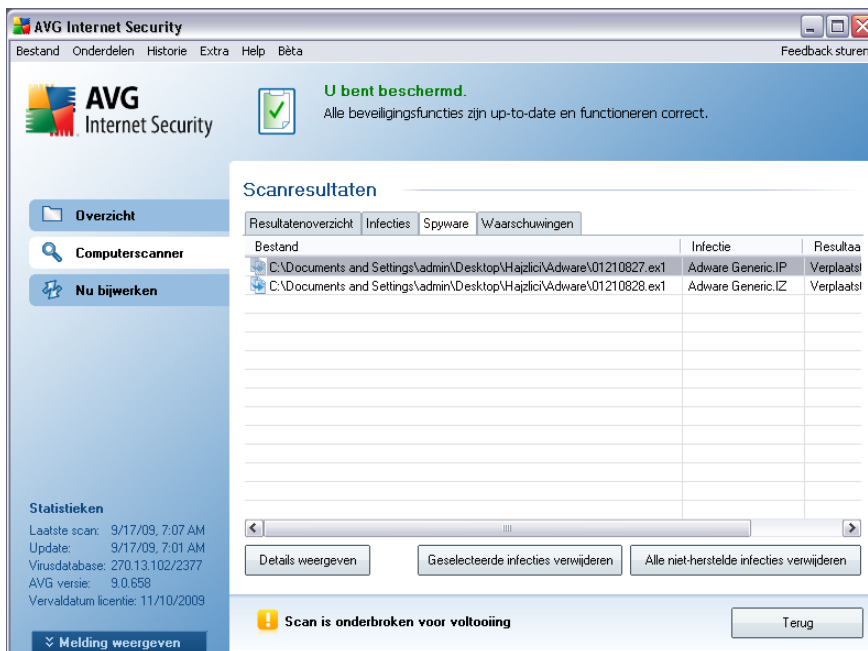 AVG Internet Security
Bestand Onderdelen Historie Extra Help Bèta Feedback sturen
AVG
Internet Security
U bent beschermd.
Alle beveiligingsfuncties zijn up-to-date en functioneren correct.
Overzicht
Computerscanner
Nu bijwerken
Scanresultaten
Resultatenoverzicht Infecties Spyware Waarschuwingen
Bestand Infectie Resultaa
C:\Documents and Settings\admin\Desktop\Hajzlici\Adware\01210827.ex1 Adware Generic.IP Verplaatst
C:\Documents and Settings\admin\Desktop\Hajzlici\Adware\01210828.ex1 Adware Generic.IZ Verplaatst
Details weergeven Geselecteerde infecties verwijderen Alle niet-herstelde infecties verwijderen
Statistieken
Laatste scan: 9/17/09, 7:07 AM
Update: 9/17/09, 7:01 AM
Virusdatabase: 270.13.102/2377
AVG versie: 9.0.658
Vervaldatum licentie: 11/10/2009
Melding weergeven
Scan is onderbroken voor voltooiing
Terug